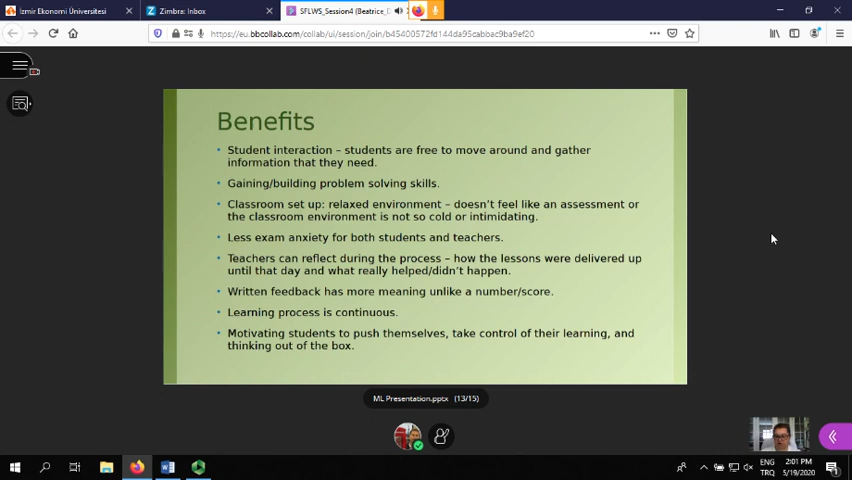 İzmir Ekonomi Üniversitesi
Zimbra: Inbox
SFLWS_Session4 (Beatrice_D
https://eu.bbcollab.com/collab/ui/session/join/b45400572fd144da95cabbac9ba9ef20
Benefits
• Student interaction – students are free to move around and gather
information that they need.
• Gaining/building problem solving skills.
• Classroom set up: relaxed environment – doesn't feel like an assessment or
the classroom environment is not so cold or intimidating.
• Less exam anxiety for both students and teachers.
• Teachers can reflect during the process – how the lessons were delivered up
until that day and what really helped/didn't happen.
• Written feedback has more meaning unlike a number/score.
• Learning process is continuous.
• Motivating students to push themselves, take control of their learning, and
thinking out of the box.
ML Presentation.pptx (13/15)
ENG
TRQ
2:01 PM
5/19/2020